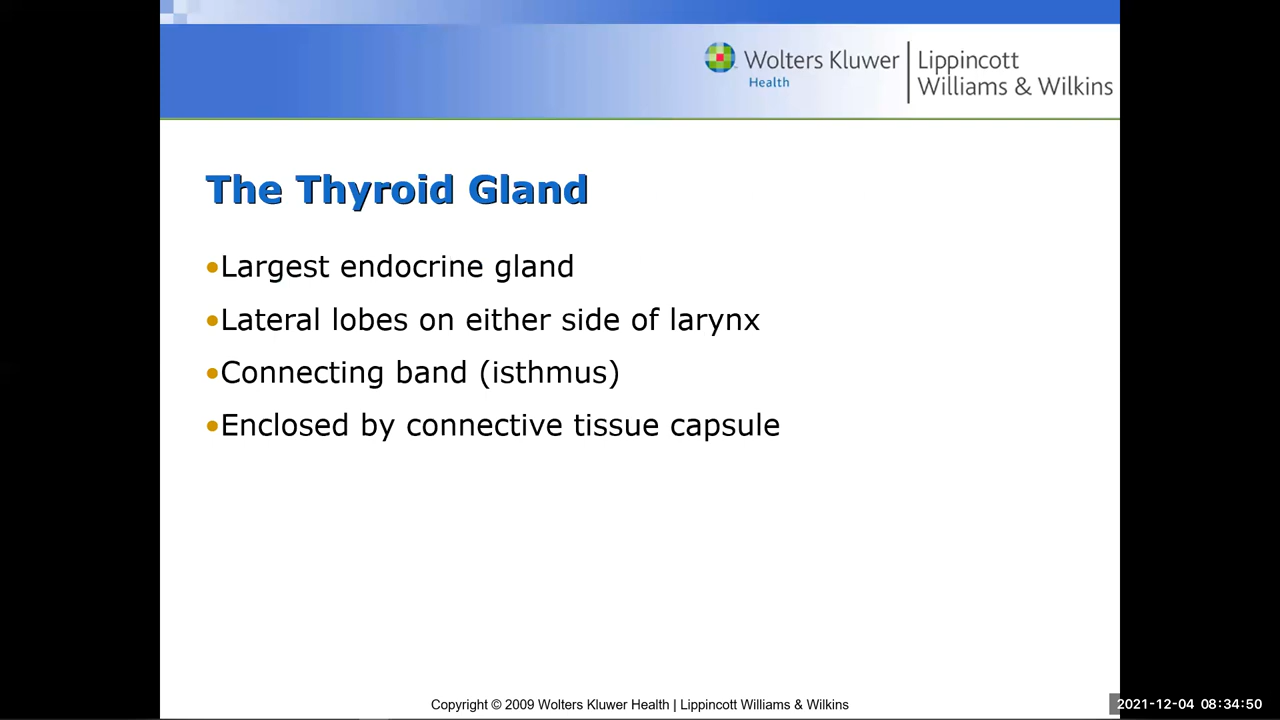 Wolters Kluwer
Health
Lippincott
Williams & Wilkins
The Thyroid Gland
•Largest endocrine gland
•Lateral lobes on either side of larynx
•Connecting band (isthmus)
•Enclosed by connective tissue capsule
Copyright © 2009 Wolters Kluwer Health | Lippincott Williams & Wilkins
2021-12-04 08:34:50